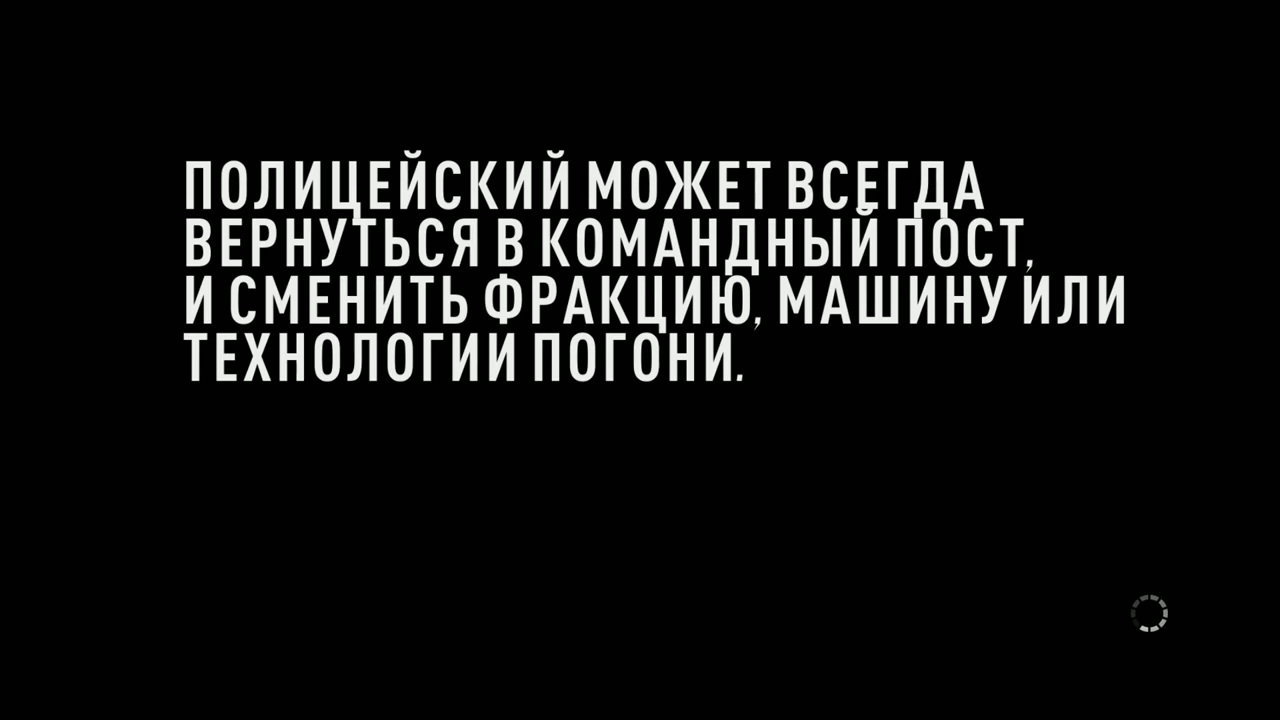 ПОЛИЦЕЙСКИЙ МОЖЕТ ВСЕГДА
ВЕРНУТЬСЯ В КОМАНДНЫЙ ПОСТ,
И СМЕНИТЬ ФРАКЦИЮ, МАШИНУ ИЛИ
ТЕХНОЛОГИИ ПОГОНИ.